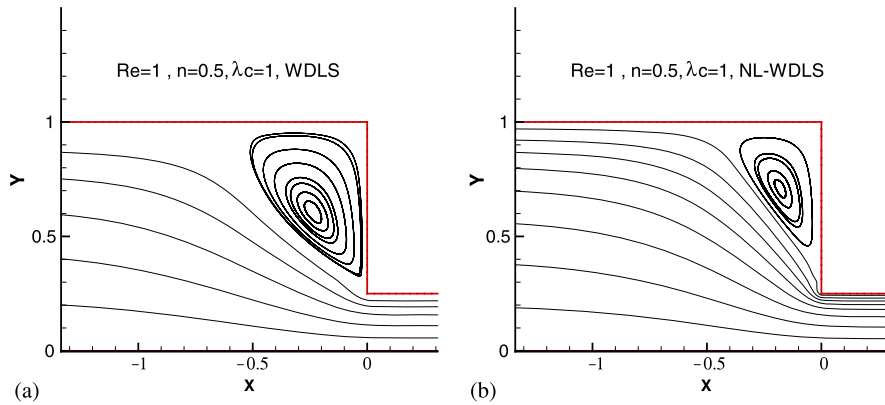 Re=1 , n=0.5, λc=1, WDLS
Y
1
0.5
0
−1
−0.5
0
X
(a)
Re=1 , n=0.5, λc=1, NL-WDLS
Y
1
0.5
0
−1
−0.5
0
X
(b)